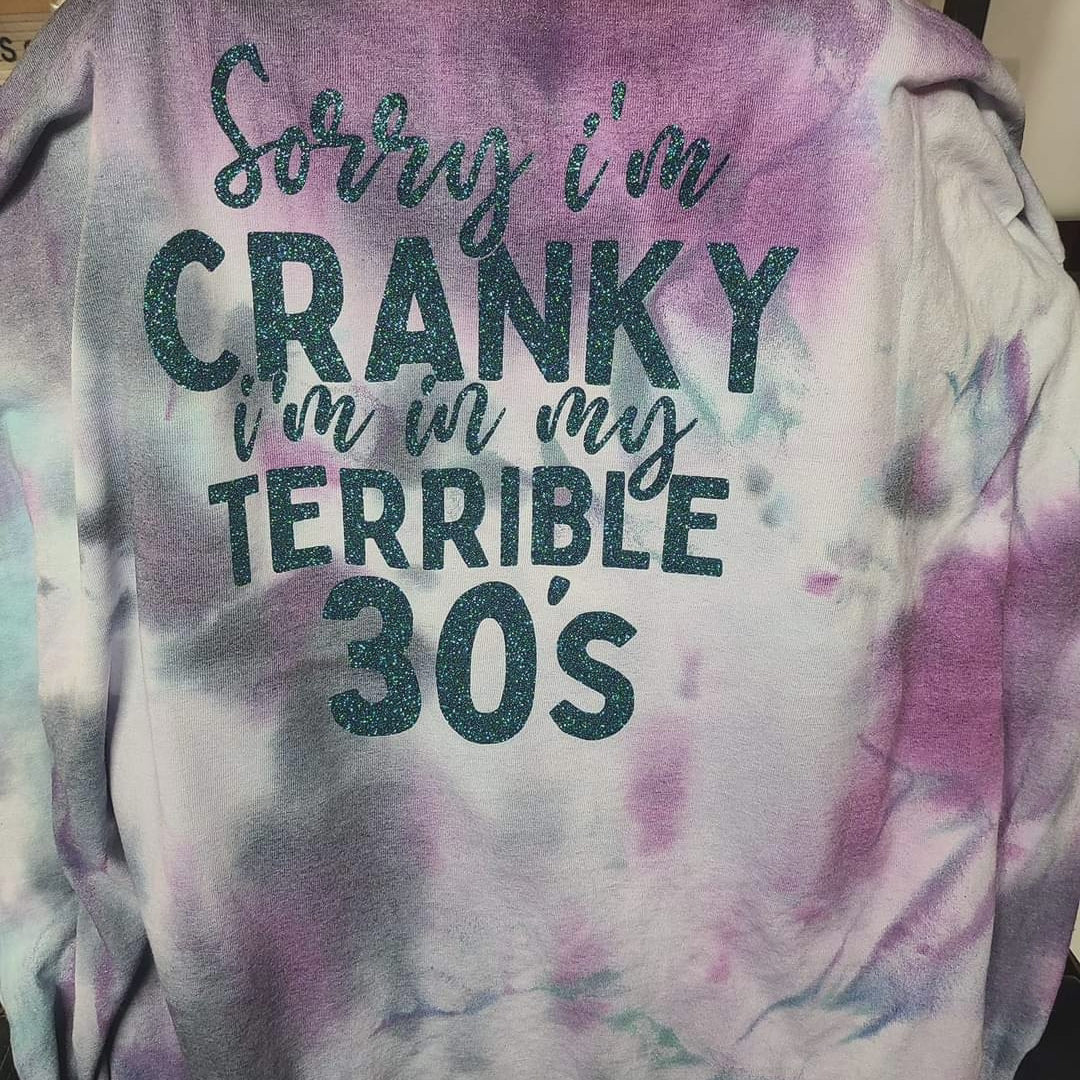 Sorry i'm
CRANKY
i'm in my
TERRIBLE
30's